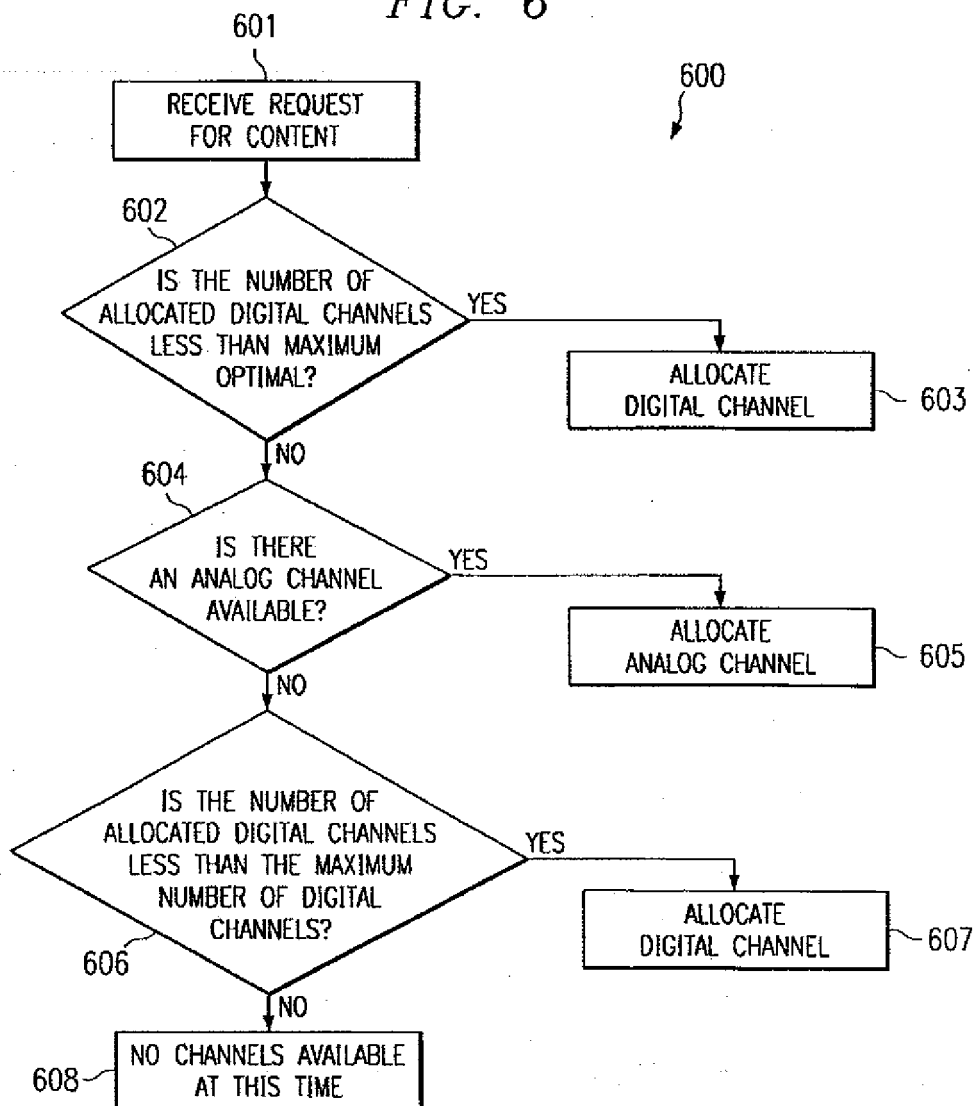 FIG. 6
601
600
RECEIVE REQUEST
FOR CONTENT
602
IS THE NUMBER OF
ALLOCATED DIGITAL CHANNELS
LESS THAN MAXIMUM
OPTIMAL?
YES
ALLOCATE
DIGITAL CHANNEL
603
NO
604
IS THERE
AN ANALOG CHANNEL
AVAILABLE?
YES
ALLOCATE
ANALOG CHANNEL
605
NO
IS THE NUMBER OF
ALLOCATED DIGITAL CHANNELS
LESS THAN THE MAXIMUM
NUMBER OF DIGITAL
CHANNELS?
YES
606
ALLOCATE
DIGITAL CHANNEL
607
NO
NO CHANNELS AVAILABLE
AT THIS TIME
608